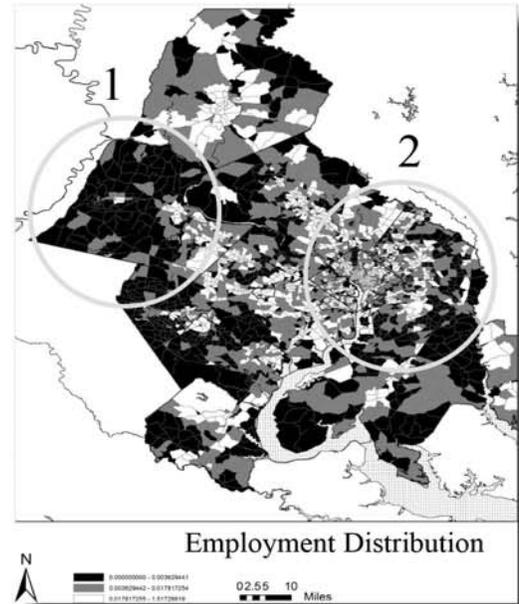 1
2
Employment Distribution
N
0.000000000 - 0.003629441
0.003629442 - 0.017817254
0.017817255 - 1.51726619
0 2.5 5 10
Miles